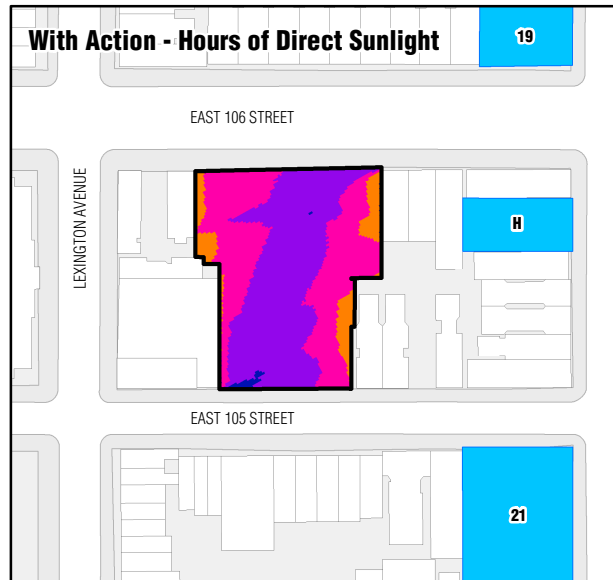 With Action - Hours of Direct Sunlight
19
EAST 106 STREET
LEXINGTON AVENUE
H
EAST 105 STREET
21